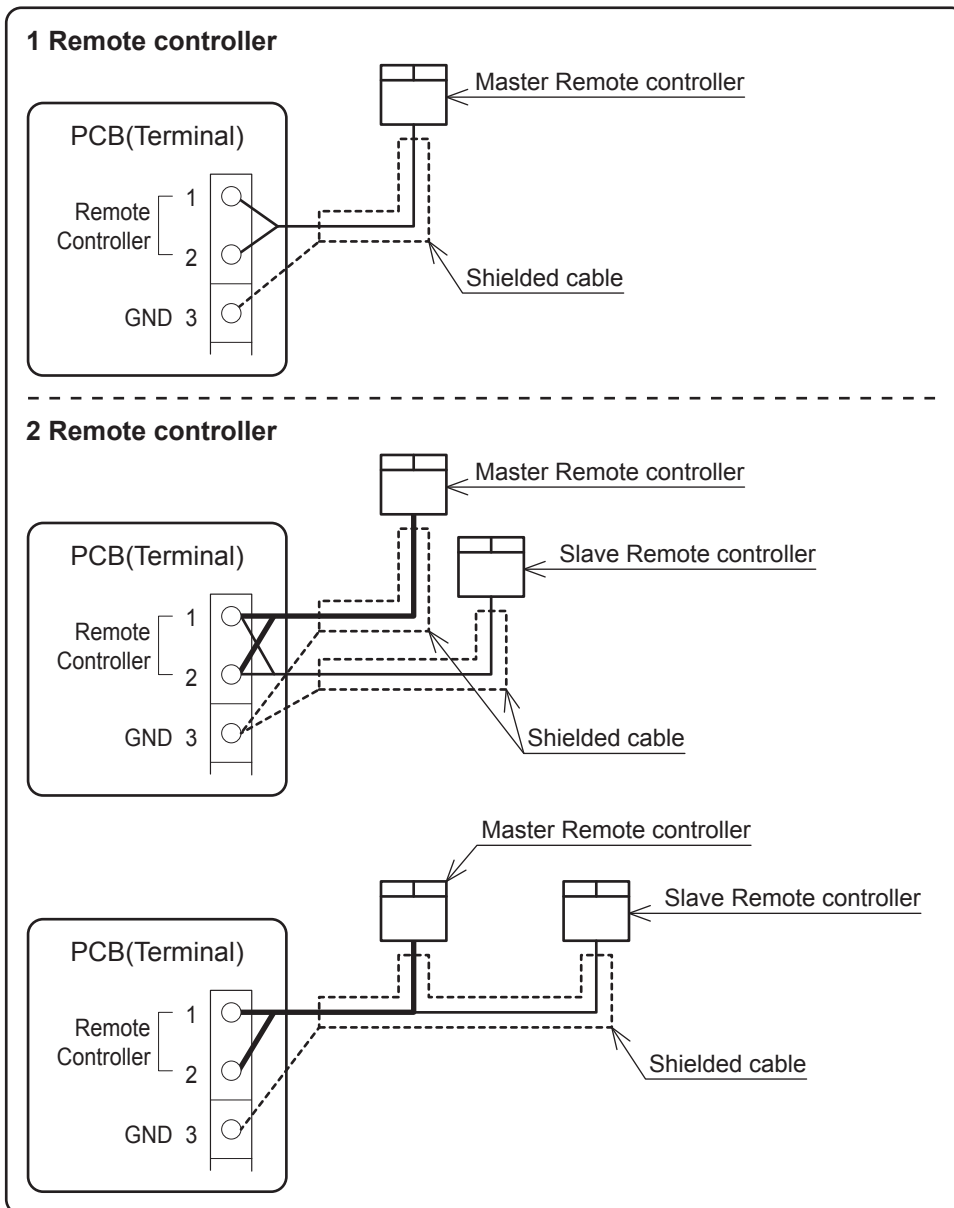 1 Remote controller
Master Remote controller
PCB(Terminal)
Remote
Controller
1
2
GND 3
Shielded cable
2 Remote controller
Master Remote controller
Slave Remote controller
PCB(Terminal)
Remote
Controller
1
2
GND 3
Shielded cable
Master Remote controller
Slave Remote controller
PCB(Terminal)
Remote
Controller
1
2
GND 3
Shielded cable